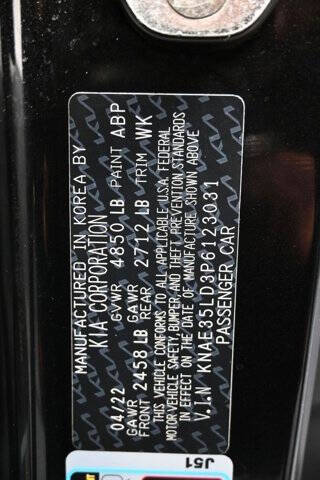 MANUFACTURED IN KOREA BY
KIA CORPORATION
04/22 GVWR 4850 LB PAINT ABP
GAWR FRONT 2458 LB GAWR REAR 2712 LB TRIM WK
THIS VEHICLE CONFORMS TO ALL APPLICABLE U.S.A. FEDERAL
MOTOR VEHICLE SAFETY, BUMPER, AND THEFT PREVENTION STANDARDS
IN EFFECT ON THE DATE OF MANUFACTURE SHOWN ABOVE
V.I.N KNAE35LD3P6123031
PASSENGER CAR
J51